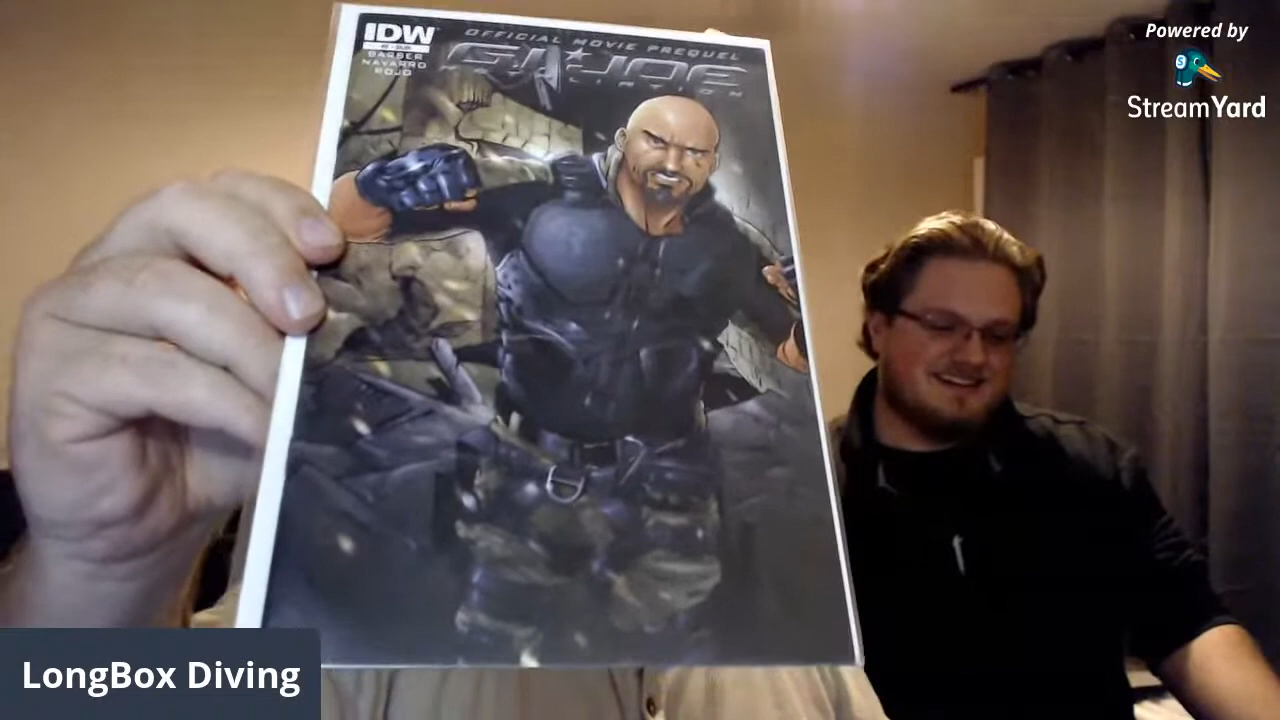 IDW
BARBER
NAVARRO
ROJO
OFFICIAL MOVIE PREQUEL
G.I. JOE
Powered by
StreamYard
LongBox Diving